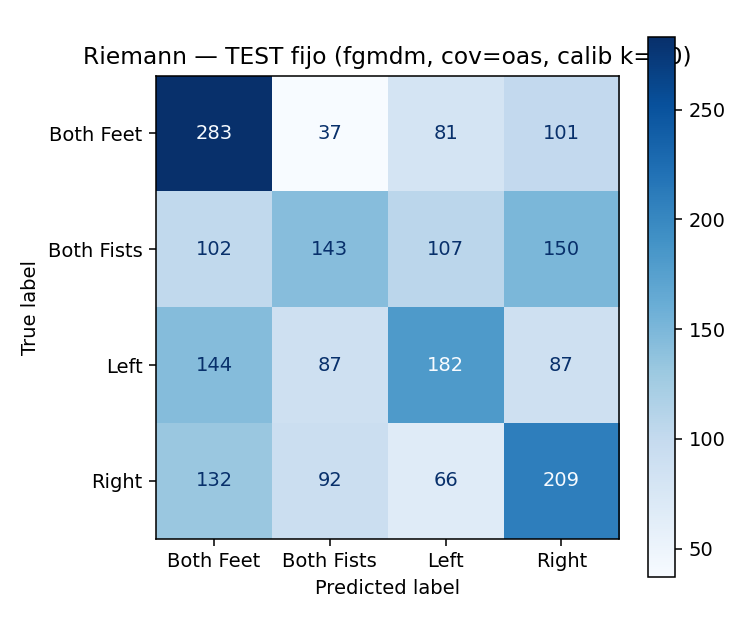 Riemann — TEST fijo (fgmdm, cov=oas, calib 0)
Both Feet 283 37 81 101
Both Fists 102 143 107 150
Left 144 87 182 87
Right 132 92 66 209
Both Feet Both Fists Left Right
Predicted label
True label
250
200
150
100
50